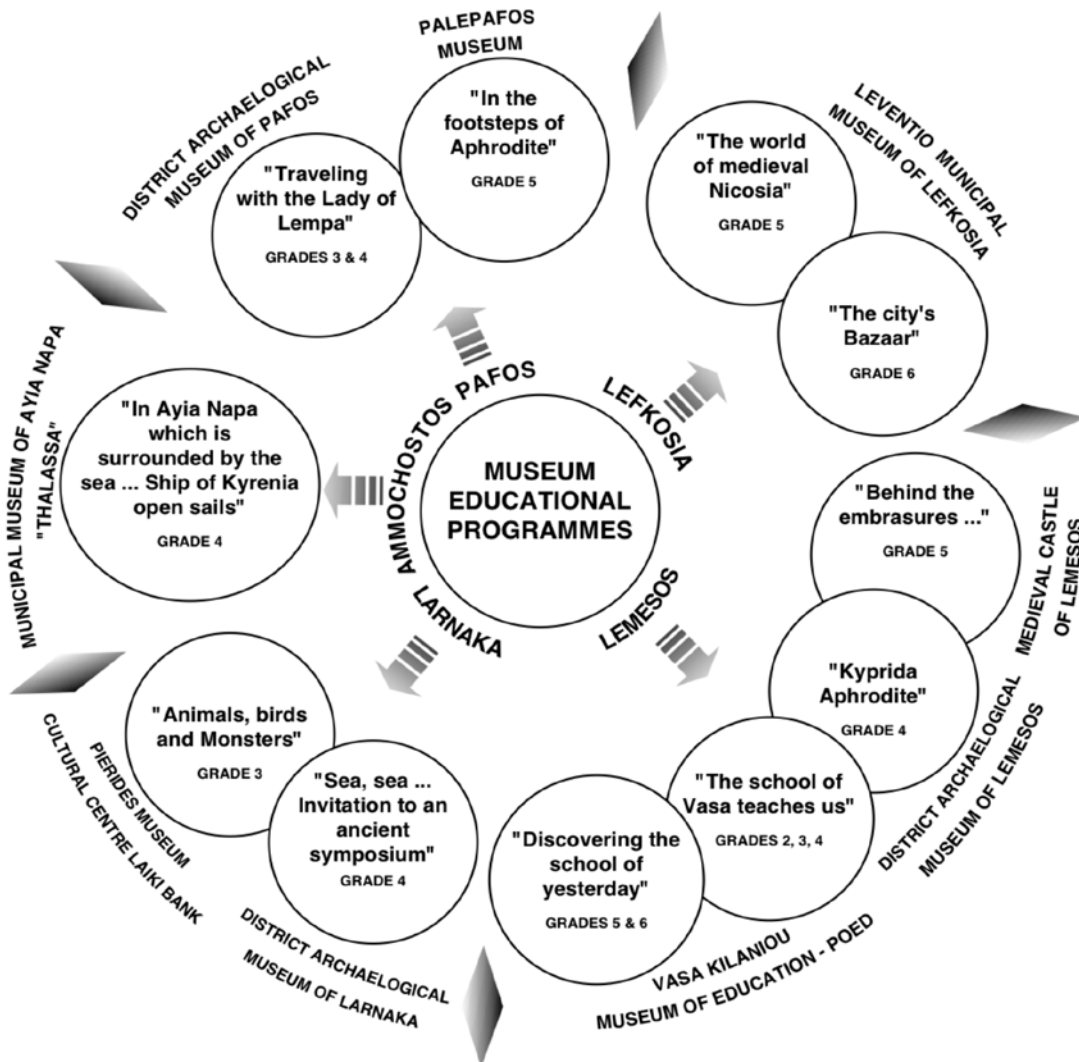 MUSEUM
EDUCATIONAL
PROGRAMMES
PAFOS
DISTRICT ARCHAELOGICAL
MUSEUM OF PAFOS
"Traveling
with the Lady of
Lempa"
GRADES 3 & 4
PALEPAFOS
MUSEUM
"In the
footsteps of
Aphrodite"
GRADE 5
LEFKOSIA
LEVENTIO MUNICIPAL
MUSEUM OF LEFKOSIA
"The world
of medieval
Nicosia"
GRADE 5
"The city's
Bazaar"
GRADE 6
LEMESOS
MEDIEVAL CASTLE
OF LEMESOS
"Behind the
embrasures ..."
GRADE 5
DISTRICT ARCHAELOGICAL
MUSEUM OF LEMESOS
"Kyprida
Aphrodite"
GRADE 4
"The school of
Vasa teaches us"
GRADES 2, 3, 4
"Discovering the
school of
yesterday"
GRADES 5 & 6
VASA KILANIOU
MUSEUM OF EDUCATION - POED
LARNAKA
"Sea, sea ...
Invitation to an
ancient
symposium"
GRADE 4
DISTRICT ARCHAELOGICAL
MUSEUM OF LARNAKA
"Animals, birds
and Monsters"
GRADE 3
PIERIDES MUSEUM
CULTURAL CENTRE LAIKI BANK
AMMOCHOSTOS
MUNICIPAL MUSEUM OF AYIA NAPA
"THALASSA"
"In Ayia Napa
which is
surrounded by the
sea ... Ship of Kyrenia
open sails"
GRADE 4